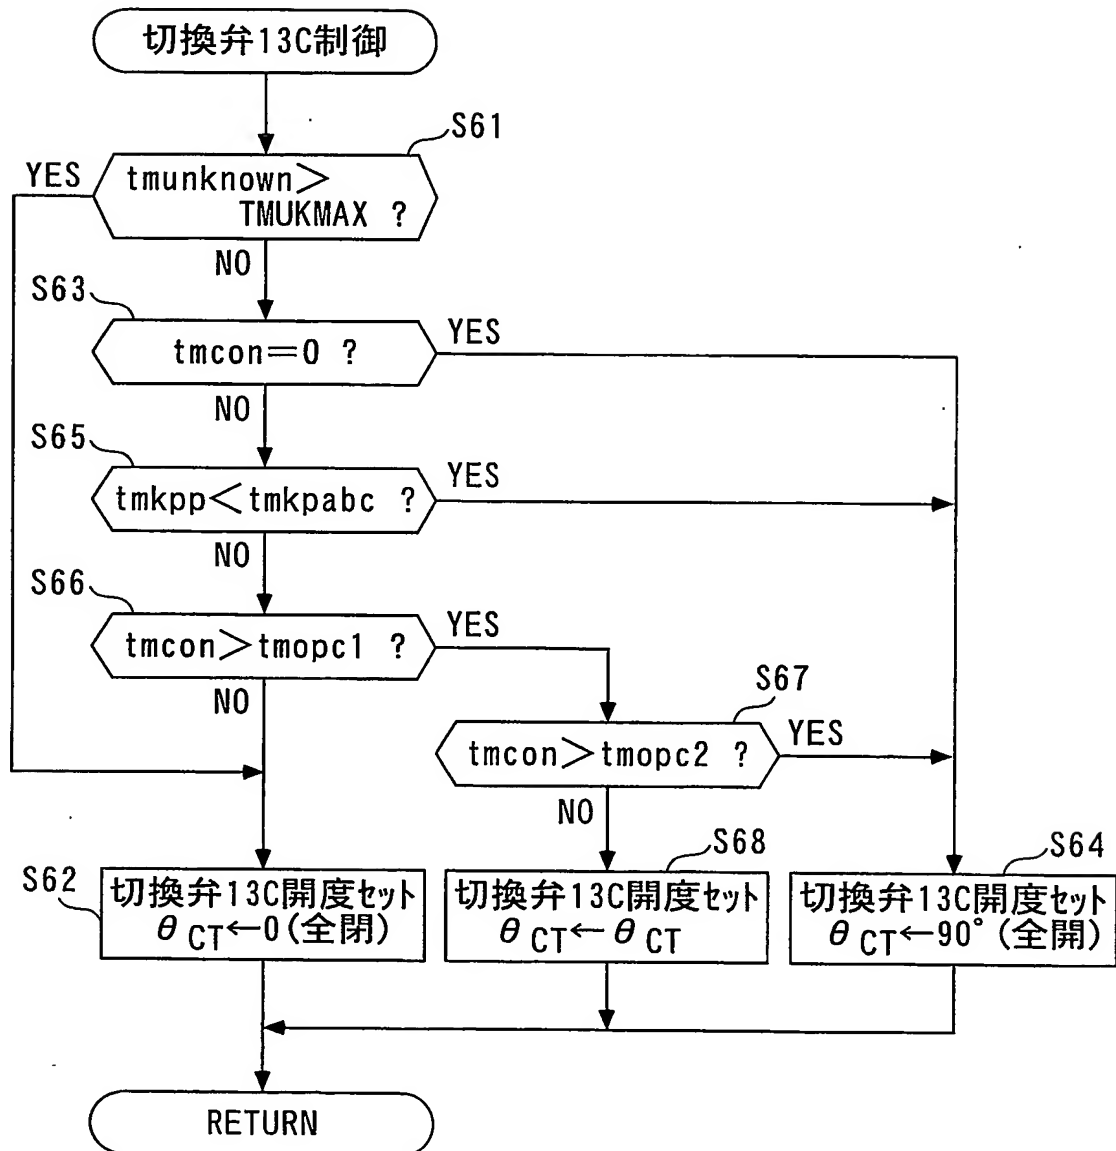 切換弁13C制御
S61
YES
tmunknown>
TMUKMAX ?
NO
S63
YES
tmcon=0 ?
NO
S65
YES
tmkpp<tmkpabc ?
NO
S66
YES
tmcon>tmopc1 ?
NO
S67
YES
tmcon>tmopc2 ?
NO
S62
切換弁13C開度セット
θCT←0(全閉)
S68
切換弁13C開度セット
θCT←θCT
S64
切換弁13C開度セット
θCT←90°(全開)
RETURN